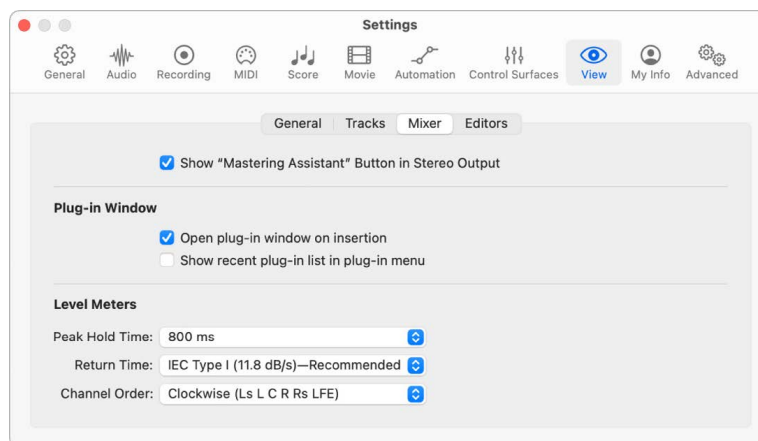 Settings
General Audio Recording MIDI Score Movie Automation Control Surfaces View My Info Advanced
General Tracks Mixer Editors
Show “Mastering Assistant” Button in Stereo Output
Plug-in Window
Open plug-in window on insertion
Show recent plug-in list in plug-in menu
Level Meters
Peak Hold Time: 800 ms
Return Time: IEC Type I (11.8 dB/s)—Recommended
Channel Order: Clockwise (Ls L C R Rs LFE)